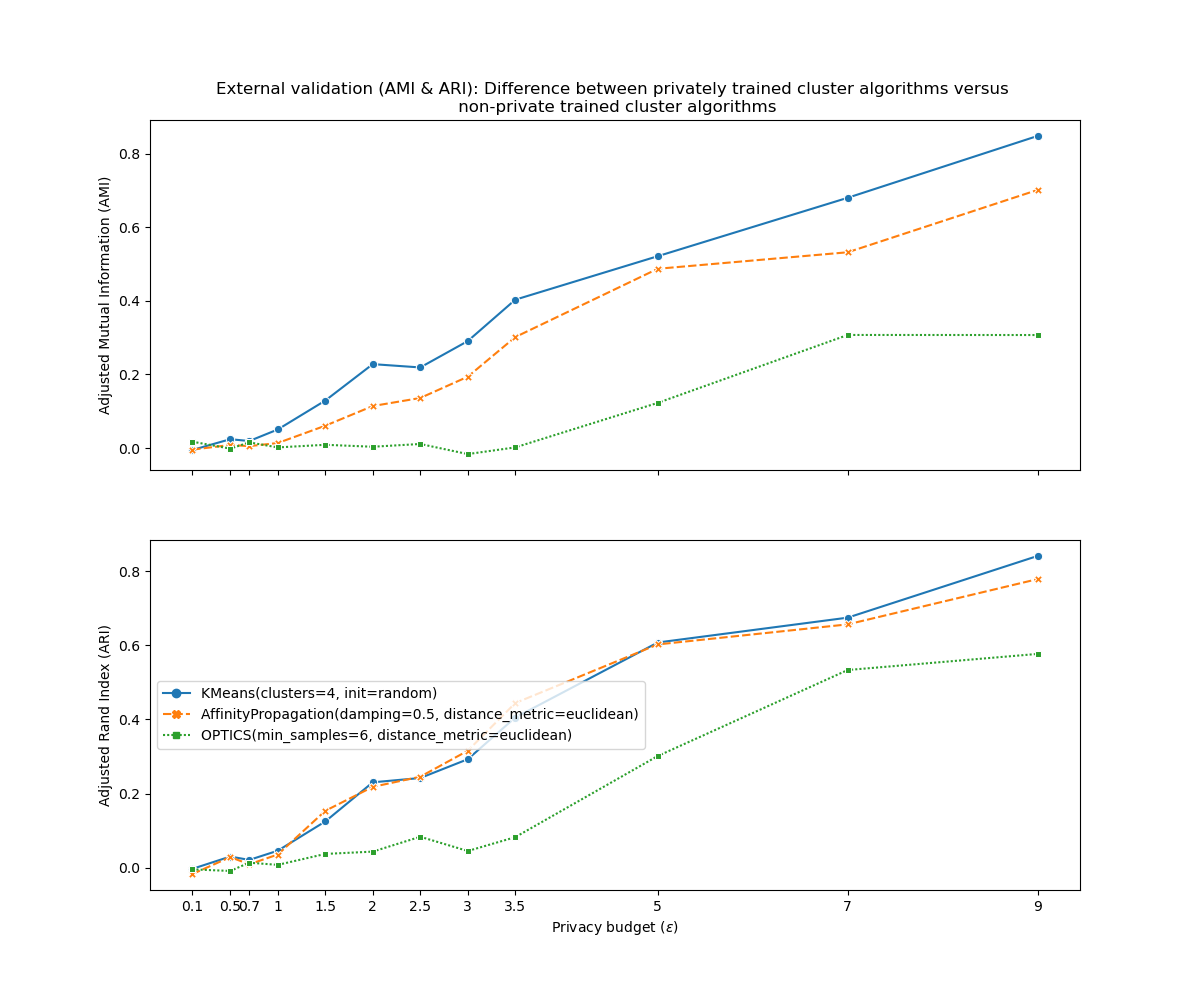 External validation (AMI & ARI): Difference between privately trained cluster algorithms versus
non-private trained cluster algorithms
Adjusted Mutual Information (AMI)
0.8
0.6
0.4
0.2
0.0
Adjusted Rand Index (ARI)
0.8
0.6
0.4
0.2
0.0
KMeans(clusters=4, init=random)
AffinityPropagation(damping=0.5, distance_metric=euclidean)
OPTICS(min_samples=6, distance_metric=euclidean)
0.1 0.5 0.7 1 1.5 2 2.5 3 3.5 5 7 9
Privacy budget (ε)